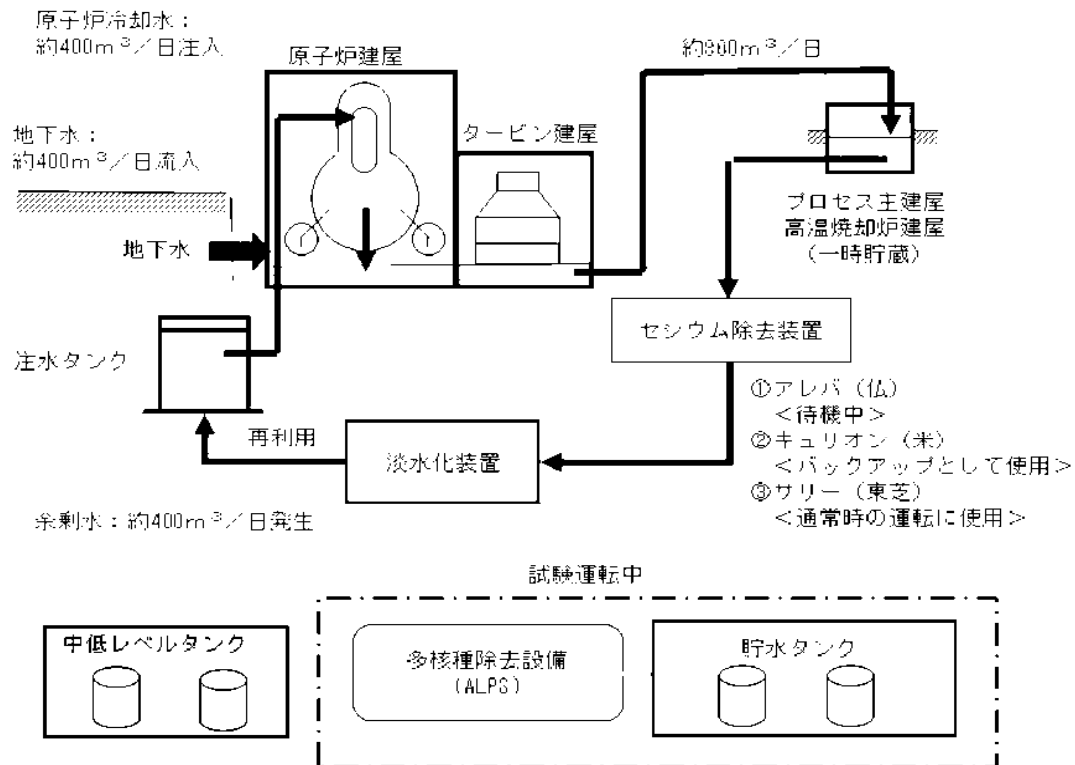 原子炉冷却水：
約400m³／日注入
原子炉建屋
約860m³／日
地下水：
約400m³／日流入
タービン建屋
地下水
プロセス主建屋
高温焼却炉建屋
（一時貯蔵）
セシウム除去装置
注水タンク
①アレバ（仏）
＜待機中＞
②キュリオン（米）
＜バックアップとして使用＞
③サリー（東芝）
＜通常時の運転に使用＞
再利用
淡水化装置
余剰水：約400m³／日発生
試験運転中
中低レベルタンク
多核種除去設備
(ALPS)
貯水タンク